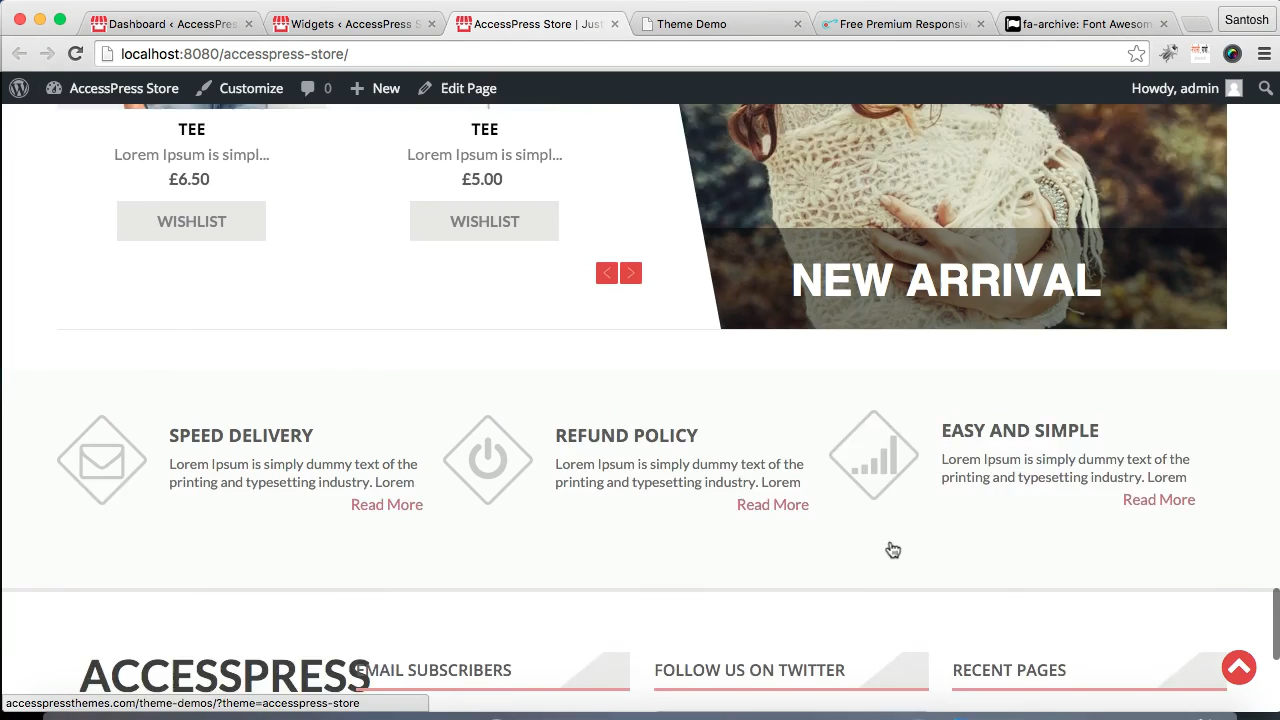 Dashboard ‹ AccessPres
Widgets ‹ AccessPress S
AccessPress Store | Just
Theme Demo
Free Premium Responsiv
fa-archive: Font Awesom
Santosh
localhost:8080/accesspress-store/
AccessPress Store
Customize
0
New
Edit Page
Howdy, admin
TEE
TEE
Lorem Ipsum is simpl...
Lorem Ipsum is simpl...
£6.50
£5.00
WISHLIST
WISHLIST
NEW ARRIVAL
SPEED DELIVERY
Lorem Ipsum is simply dummy text of the
printing and typesetting industry. Lorem
Read More
REFUND POLICY
Lorem Ipsum is simply dummy text of the
printing and typesetting industry. Lorem
Read More
EASY AND SIMPLE
Lorem Ipsum is simply dummy text of the
printing and typesetting industry. Lorem
Read More
ACCESSPRESS
EMAIL SUBSCRIBERS
FOLLOW US ON TWITTER
RECENT PAGES
accesspressthemes.com/theme-demos/?theme=accesspress-store